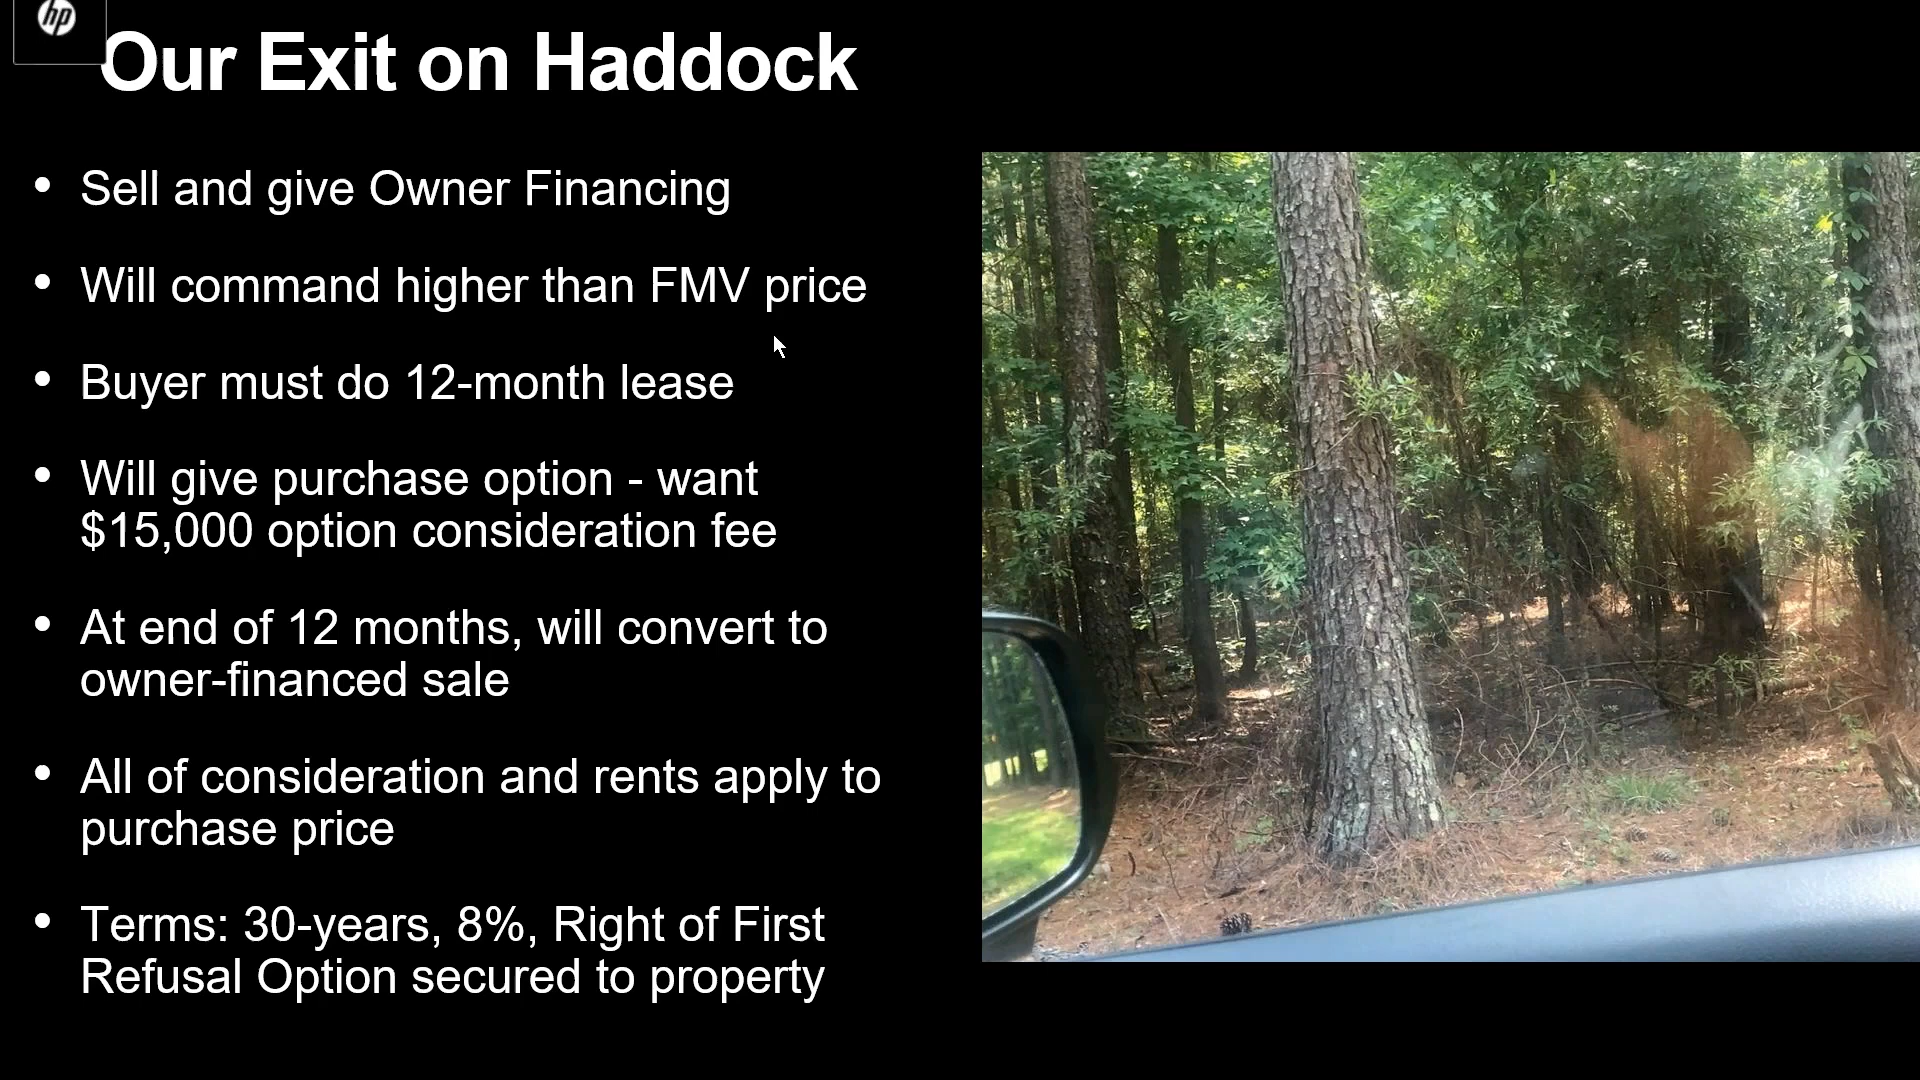 hp
Our Exit on Haddock
• Sell and give Owner Financing
• Will command higher than FMV price
• Buyer must do 12-month lease
• Will give purchase option - want
$15,000 option consideration fee
• At end of 12 months, will convert to
owner-financed sale
• All of consideration and rents apply to
purchase price
• Terms: 30-years, 8%, Right of First
Refusal Option secured to property